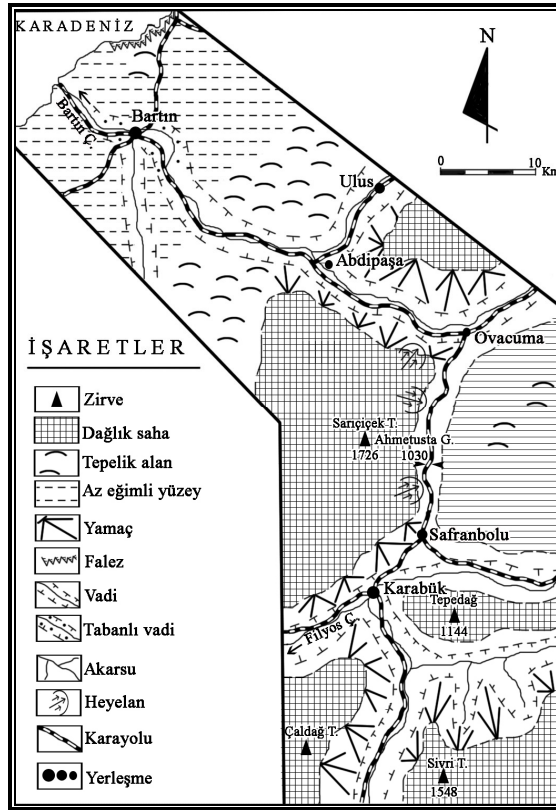 KARADENİZ
N
Bartın Ç.
Bartın
0 10 Km
Ulus
Abdipaşa
Ovacuma
İŞARETLER
Zirve
Dağlık saha
Tepelik alan
Az eğimli yüzey
Yamaç
Falez
Vadi
Tabanlı vadi
Akarsu
Heyelan
Karayolu
Yerleşme
Sarıçiçek T.
1726
Ahmetusta G.
1030
Safranbolu
Karabük
Tepedağ
1144
Filyos Ç.
Çaldağ T.
Sivri T.
1548